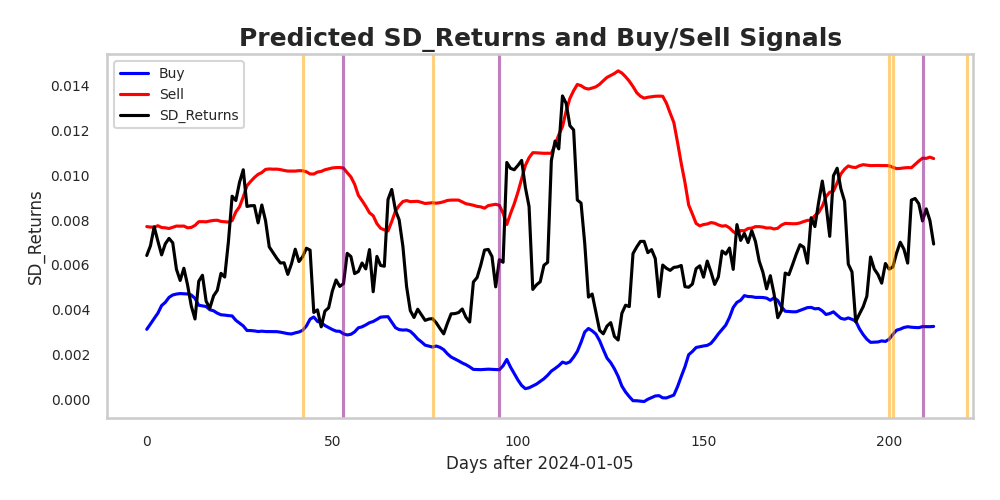 Predicted SD_Returns and Buy/Sell Signals
Buy
Sell
SD_Returns
0.014
0.012
0.010
0.008
0.006
0.004
0.002
0.000
SD_Returns
0
50
100
150
200
Days after 2024-01-05